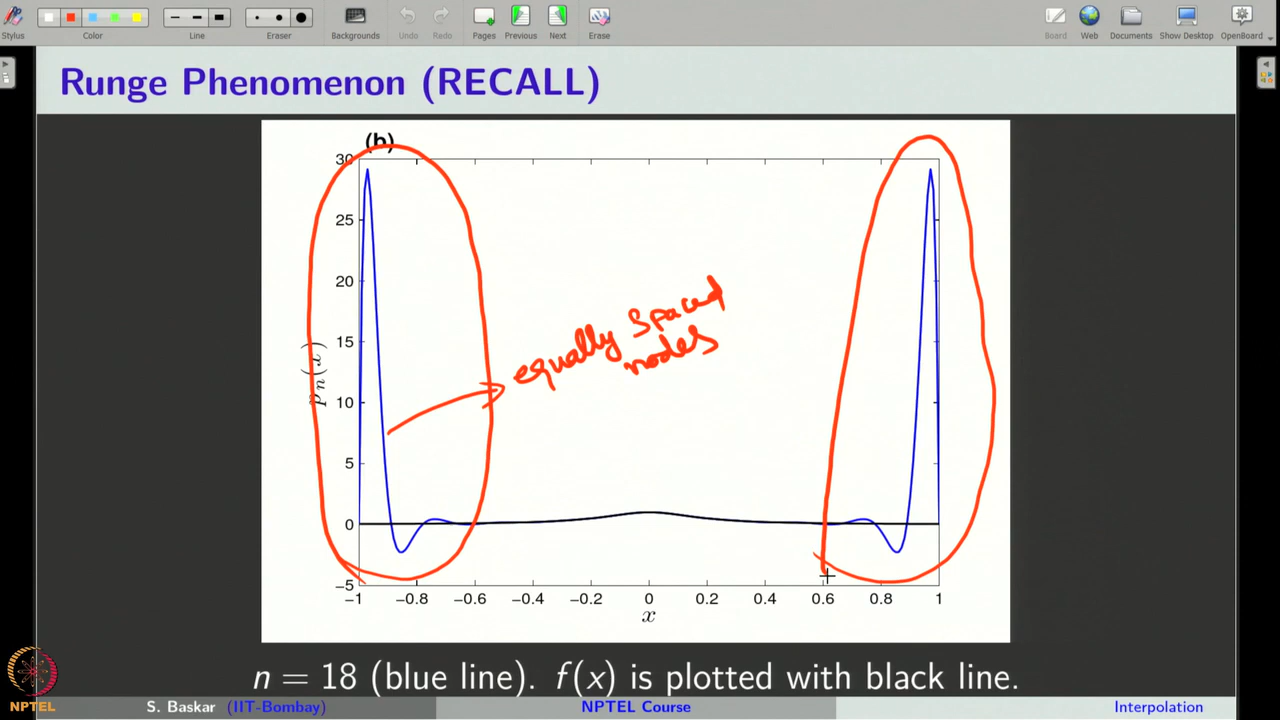 Stylus
Color
Line
Eraser
Backgrounds
Undo
Redo
Pages
Previous
Next
Erase
Board
Web
Documents
Show Desktop
OpenBoard
Runge Phenomenon (RECALL)
(b)
30
25
20
15
10
5
0
−5
pn(x)
equally spaced
nodes
−1 −0.8 −0.6 −0.4 −0.2 0 0.2 0.4 0.6 0.8 1
x
n = 18 (blue line). f(x) is plotted with black line.
NPTEL
S. Baskar (IIT-Bombay) NPTEL Course Interpolation